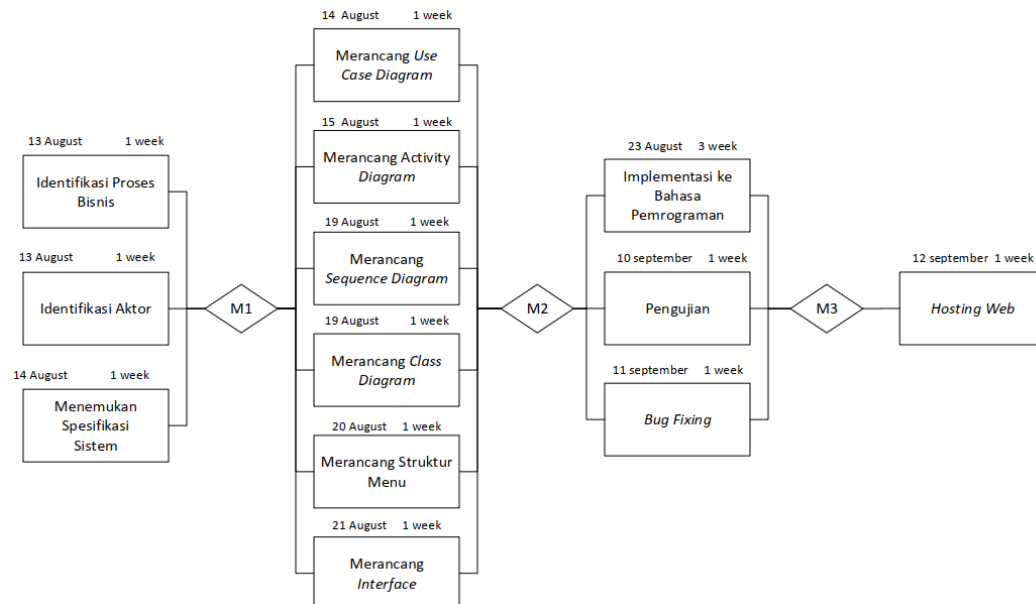 13 August 1 week
Identifikasi Proses
Bisnis
13 August 1 week
Identifikasi Aktor
14 August 1 week
Menemukan
Spesifikasi
Sistem
M1
14 August 1 week
Merancang Use
Case Diagram
15 August 1 week
Merancang Activity
Diagram
19 August 1 week
Merancang
Sequence Diagram
19 August 1 week
Merancang Class
Diagram
20 August 1 week
Merancang Struktur
Menu
21 August 1 week
Merancang
Interface
M2
23 August 3 week
Implementasi ke
Bahasa
Pemrograman
10 september 1 week
Pengujian
11 september 1 week
Bug Fixing
M3
12 september 1 week
Hosting Web